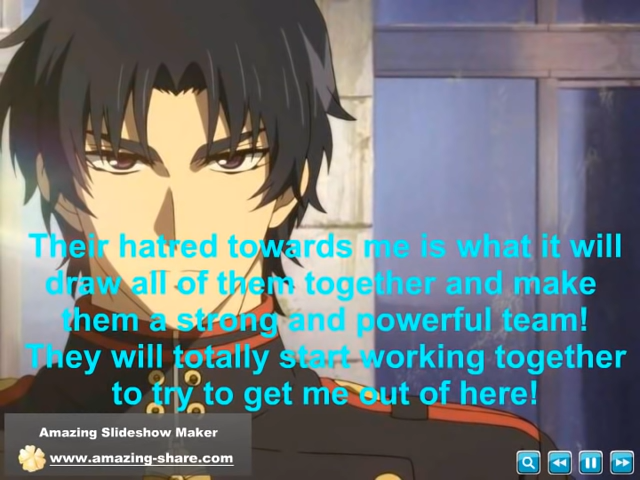 Their hatred towards me is what it will
draw all of them together and make
them a strong and powerful team!
They will totally start working together
to try to get me out of here!
Amazing Slideshow Maker
www.amazing-share.com